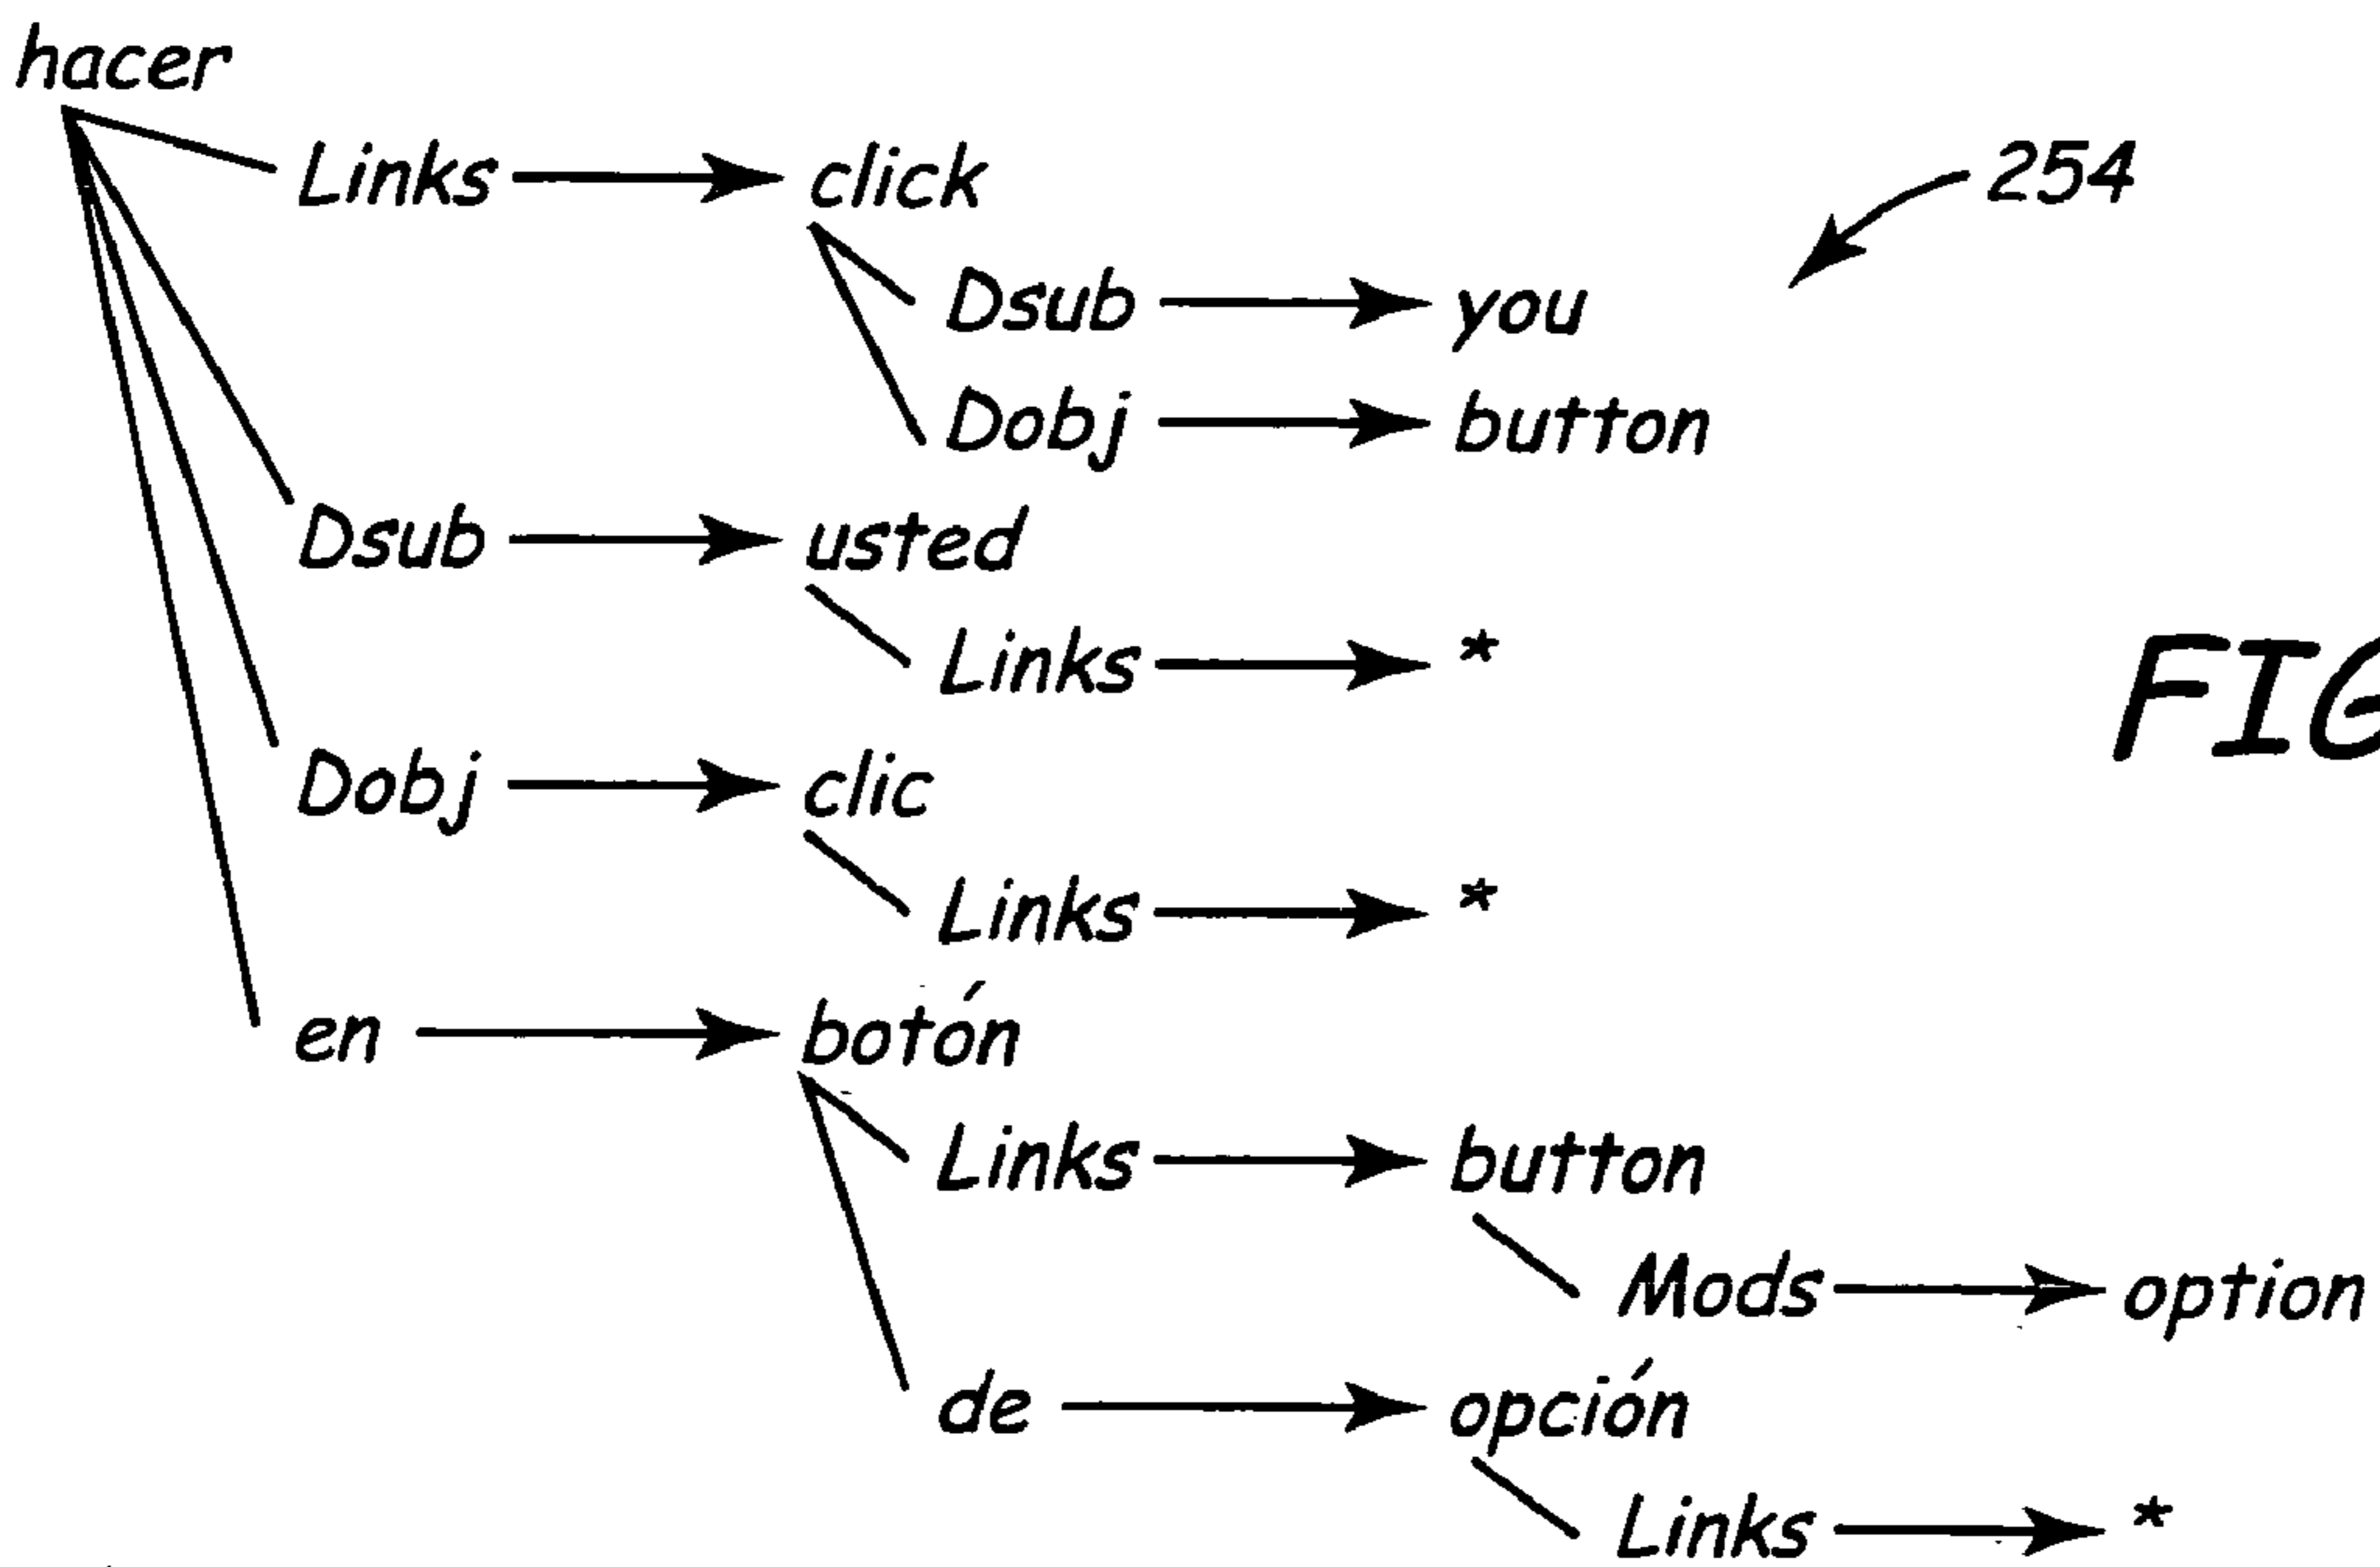 hacer
Links click 254
Dsub you
Dobj button
Dsub usted
Links *
FIG
Dobj clic
Links *
en botón
Links button
Mods option
de opción
Links *